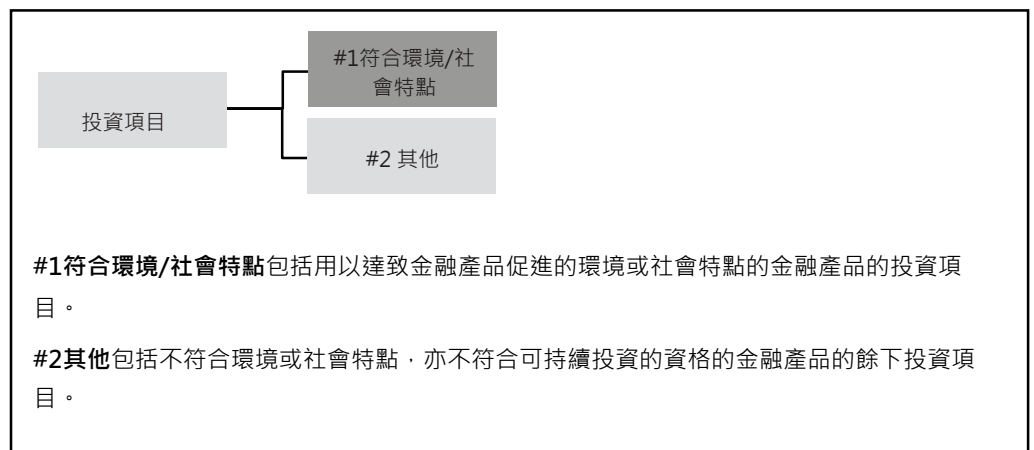 #1符合環境/社
會特點
投資項目
#2 其他
#1符合環境/社會特點包括用以達致金融產品促進的環境或社會特點的金融產品的投資項
目。
#2其他包括不符合環境或社會特點，亦不符合可持續投資的資格的金融產品的餘下投資項
目。